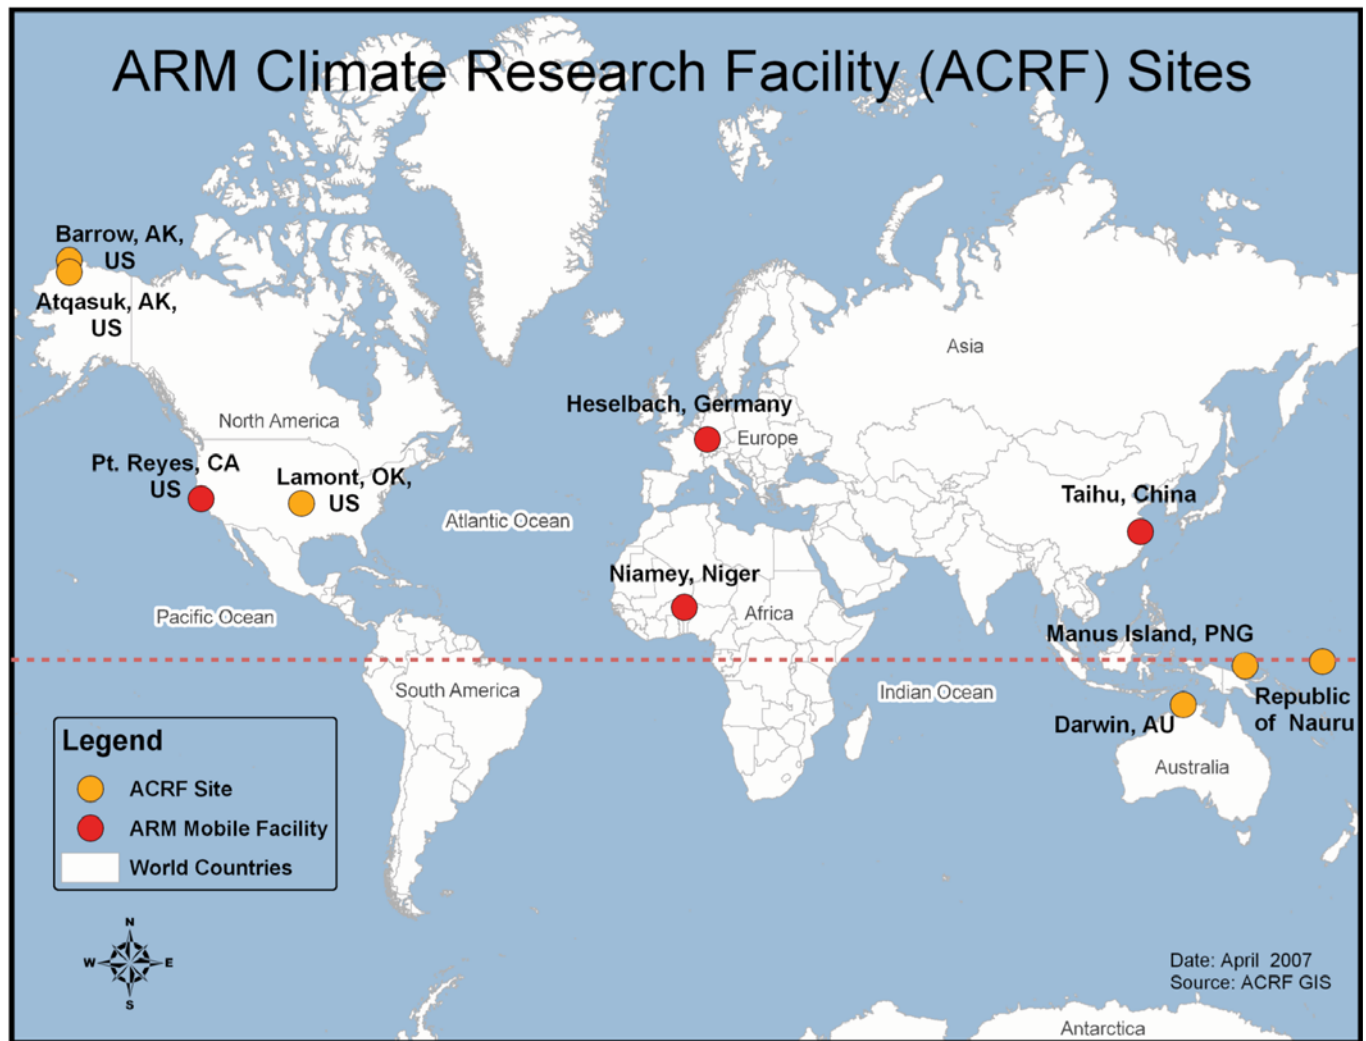 ARM Climate Research Facility (ACRF) Sites
Barrow, AK,
US
Atqasuk, AK,
US
Asia
Heselbach, Germany
North America
Europe
Pt. Reyes, CA
US
Lamont, OK,
US
Taihu, China
Atlantic Ocean
Niamey, Niger
Africa
Pacific Ocean
Manus Island, PNG
South America
Indian Ocean
Republic
of Nauru
Darwin, AU
Australia
Legend
ACRF Site
ARM Mobile Facility
World Countries
N
W
E
S
Date: April 2007
Source: ACRF GIS
Antarctica